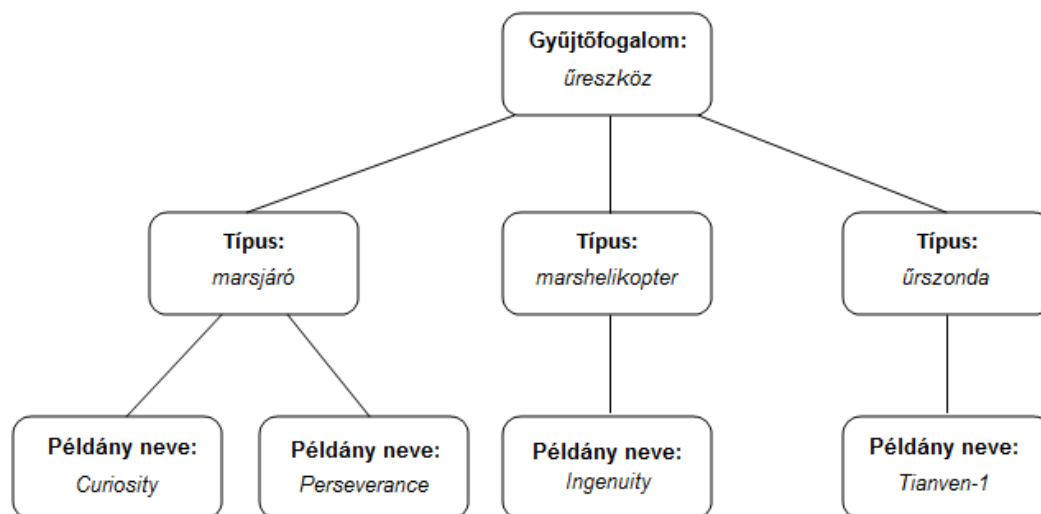 Gyűjtőfogalom:
űreszköz
Típus:
marsjáró
Típus:
marshelikopter
Típus:
űrszonda
Példány neve:
Curiosity
Példány neve:
Perseverance
Példány neve:
Ingenuity
Példány neve:
Tianven-1